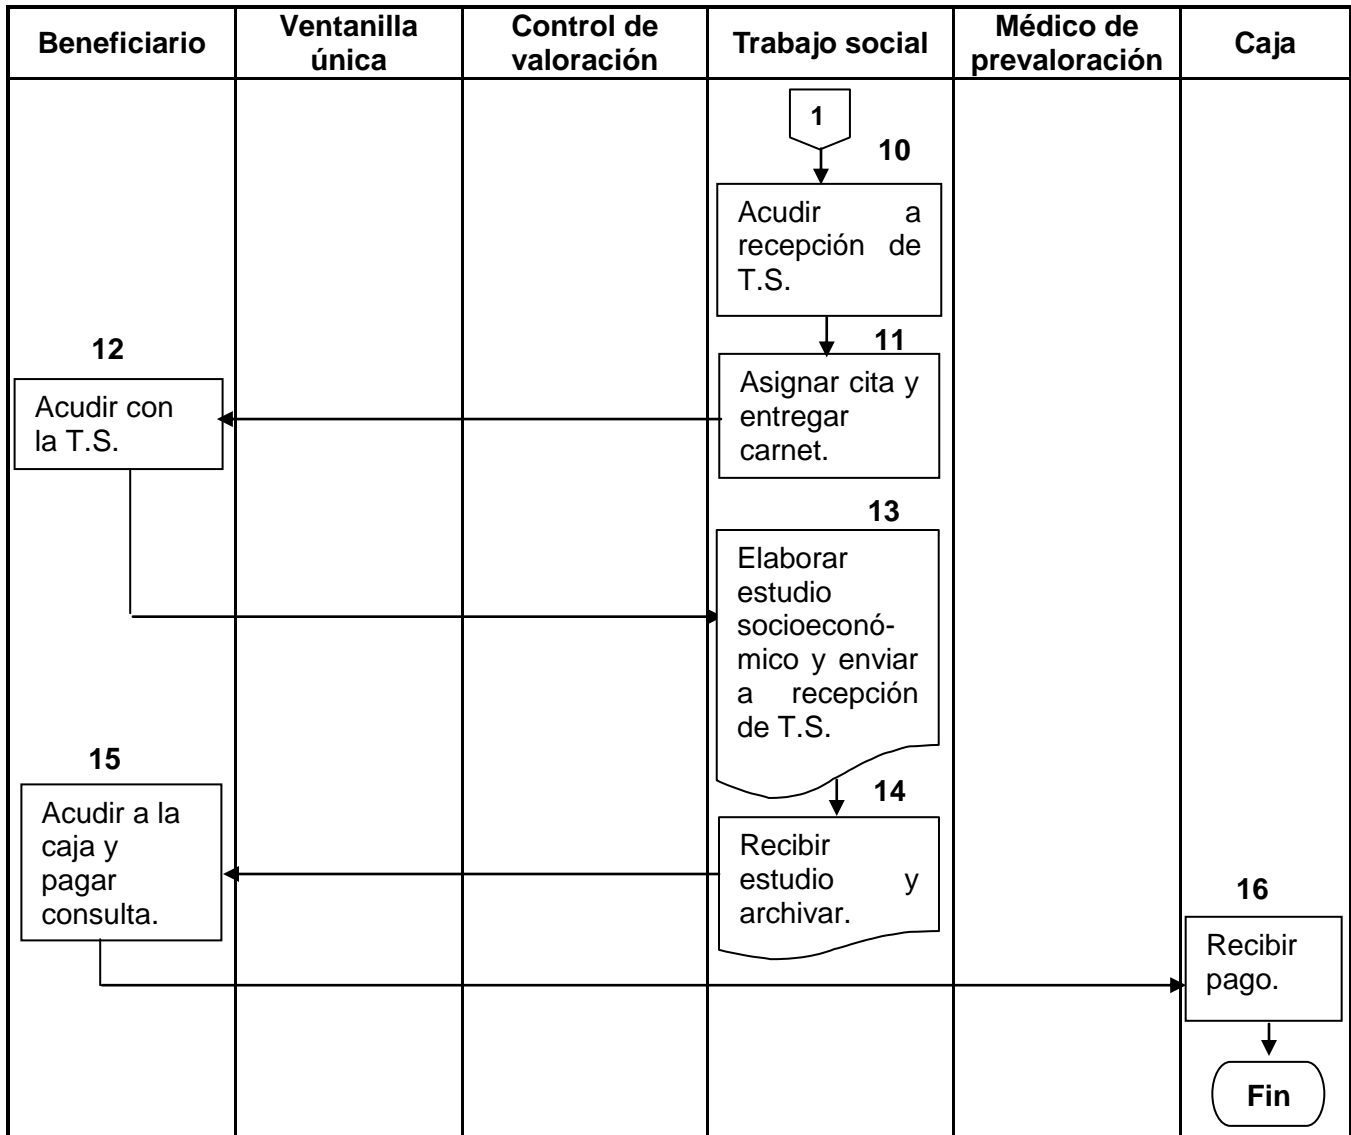 Beneficiario
Ventanilla
única
Control de
valoración
Trabajo social
Médico de
prevaloración
Caja
1
10
Acudir a
recepción de
T.S.
11
Asignar cita y
entregar
carnet.
12
Acudir con
la T.S.
13
Elaborar
estudio
socioeconó-
mico y enviar
a recepción
de T.S.
14
Recibir
estudio y
archivar.
15
Acudir a la
caja y
pagar
consulta.
16
Recibir
pago.
Fin